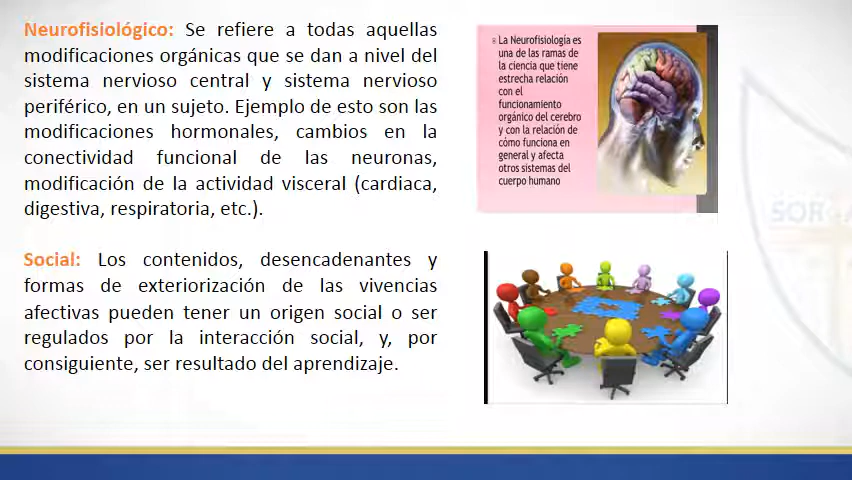 Neurofisiológico: Se refiere a todas aquellas
modificaciones orgánicas que se dan a nivel del
sistema nervioso central y sistema nervioso
periférico, en un sujeto. Ejemplo de esto son las
modificaciones hormonales, cambios en la
conectividad funcional de las neuronas,
modificación de la actividad visceral (cardiaca,
digestiva, respiratoria, etc.).
Social: Los contenidos, desencadenantes y
formas de exteriorización de las vivencias
afectivas pueden tener un origen social o ser
regulados por la interacción social, y, por
consiguiente, ser resultado del aprendizaje.
La Neurofisiología es
una de las ramas de
la ciencia que tiene
estrecha relación
con el
funcionamiento
orgánico del cerebro
y con la relación de
cómo funciona en
general y afecta
otros sistemas del
cuerpo humano
SOR